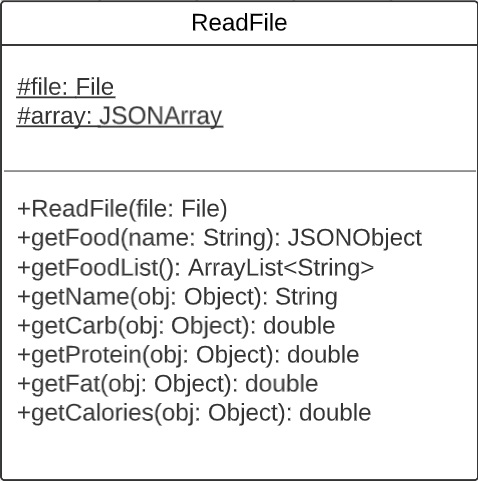 ReadFile
#file: File
#array: JSONArray
+ReadFile(file: File)
+getFood(name: String): JSONObject
+getFoodList(): ArrayList<String>
+getName(obj: Object): String
+getCarb(obj: Object): double
+getProtein(obj: Object): double
+getFat(obj: Object): double
+getCalories(obj: Object): double